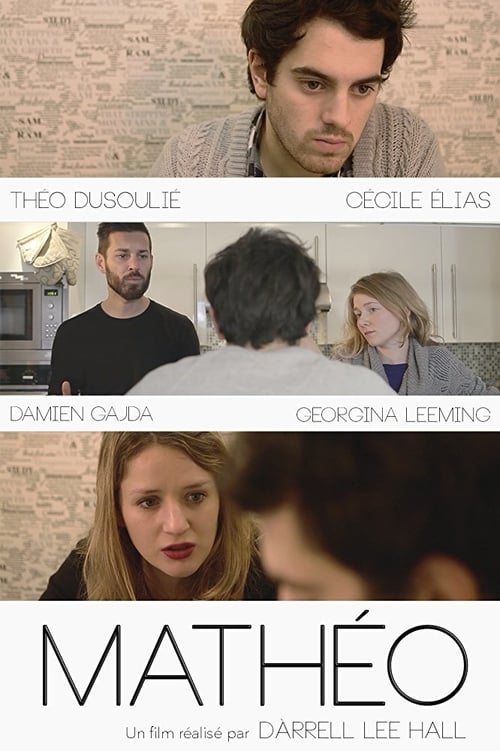 THÉO DUSOULIÉ CÉCILE ÉLIAS
DAMIEN GAJDA GEORGINA LEEMING
MATHÉO
Un film réalisé par DÀRRELL LEE HALL